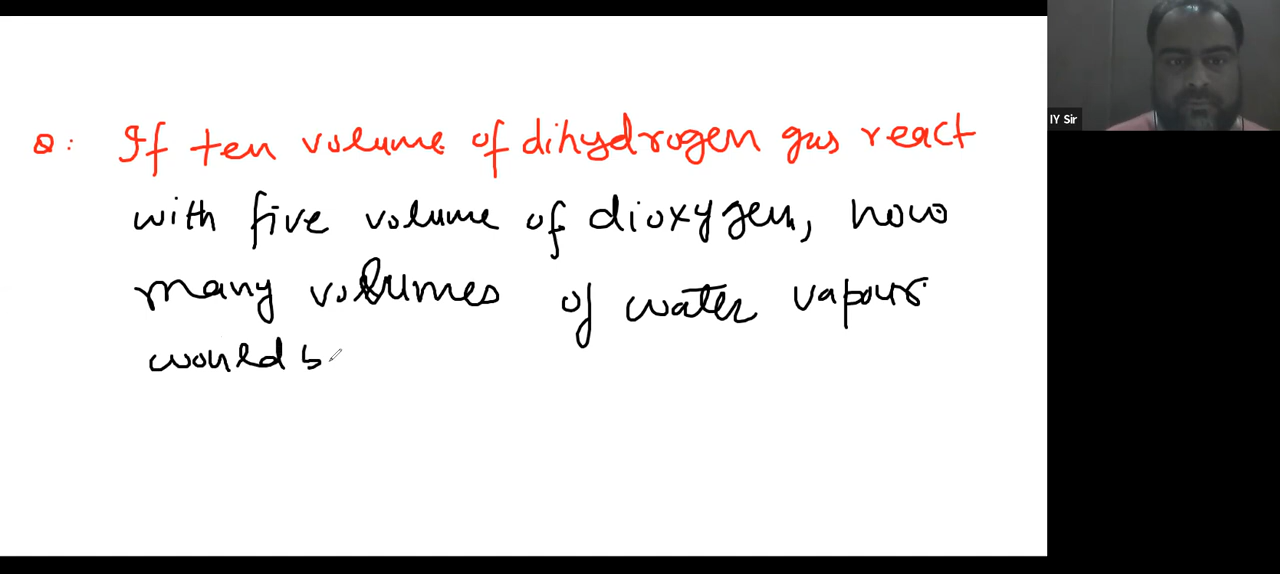 Q: If ten volume of dihydrogen gas react
with five volume of dioxygen, how
many volumes of water vapour
would b
IY Sir